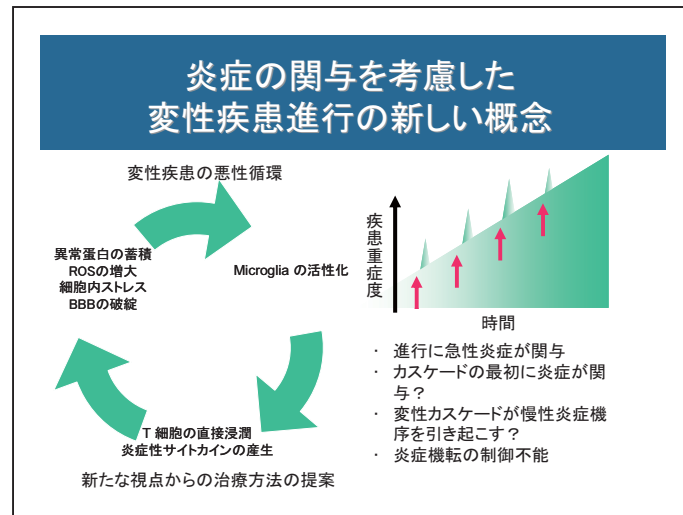 炎症の関与を考慮した
変性疾患進行の新しい概念
変性疾患の悪性循環
異常蛋白の蓄積
ROSの増大
細胞内ストレス
BBBの破綻
Microglia の活性化
T 細胞の直接浸潤
炎症性サイトカインの産生
新たな視点からの治療方法の提案
疾患重症度
時間
・ 進行に急性炎症が関与
・ カスケードの最初に炎症が関
与？
・ 変性カスケードが慢性炎症機
序を引き起こす？
・ 炎症機転の制御不能